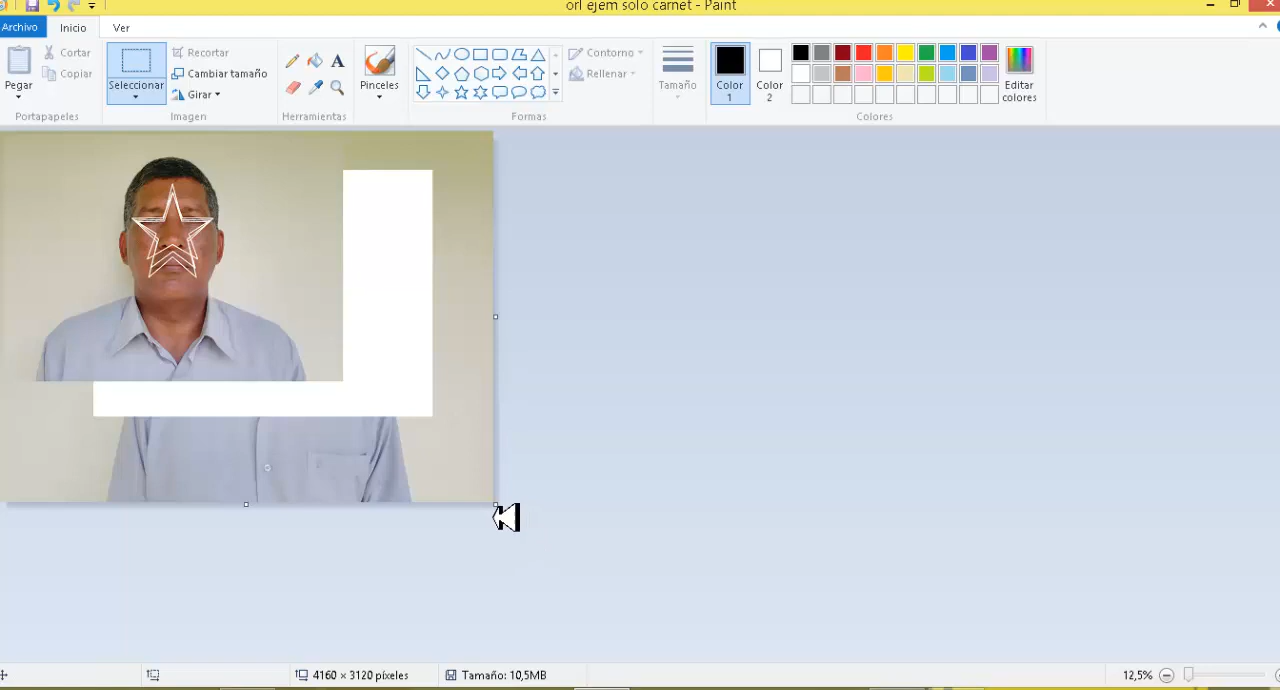 orl ejem solo carnet - Paint
Archivo Inicio Ver
Pegar
Cortar
Copiar
Portapapeles
Seleccionar
Recortar
Cambiar tamaño
Girar
Imagen
A
Herramientas
Pinceles
Formas
Contorno
Rellenar
Tamaño
Color
1
Color
2
Editar
colores
Colores
4160 × 3120 píxeles
Tamaño: 10,5MB
12,5%